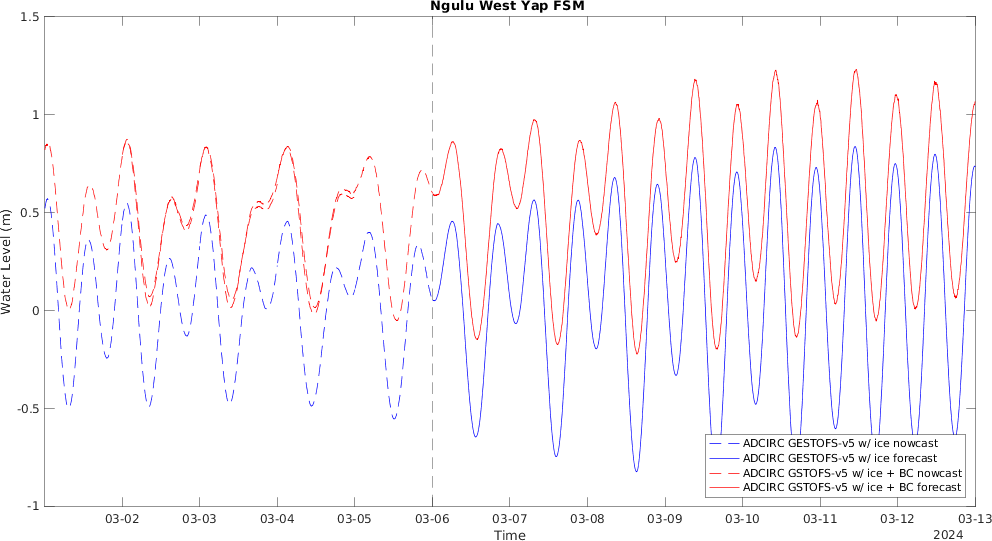 Ngulu West Yap FSM
1.5
1
0.5
0
-0.5
-1
Water Level (m)
ADCIRC GESTOFS-v5 w/ ice nowcast
ADCIRC GESTOFS-v5 w/ ice forecast
ADCIRC GSTOFS-v5 w/ ice + BC nowcast
ADCIRC GSTOFS-v5 w/ ice + BC forecast
03-02 03-03 03-04 03-05 03-06 03-07 03-08 03-09 03-10 03-11 03-12 03-13
Time
2024